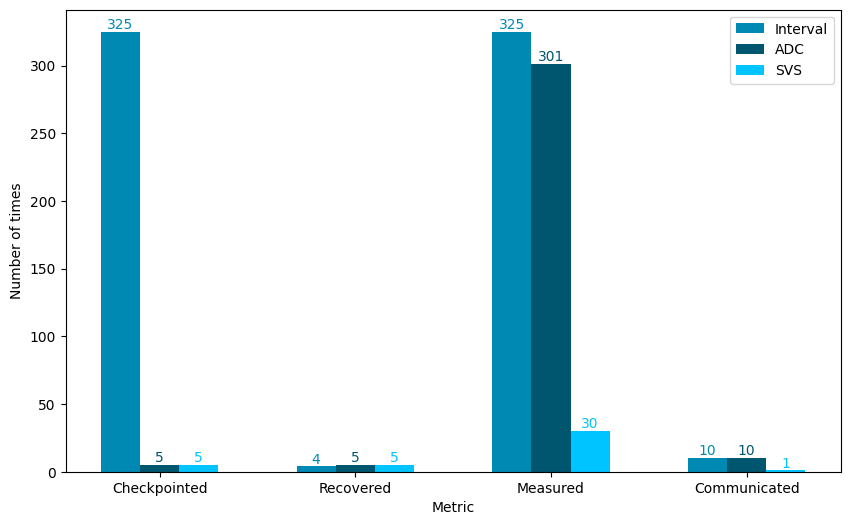 Number of times
300
250
200
150
100
50
0
325
5
5
4
5
5
325
301
30
10
10
1
Interval
ADC
SVS
Checkpointed
Recovered
Measured
Communicated
Metric